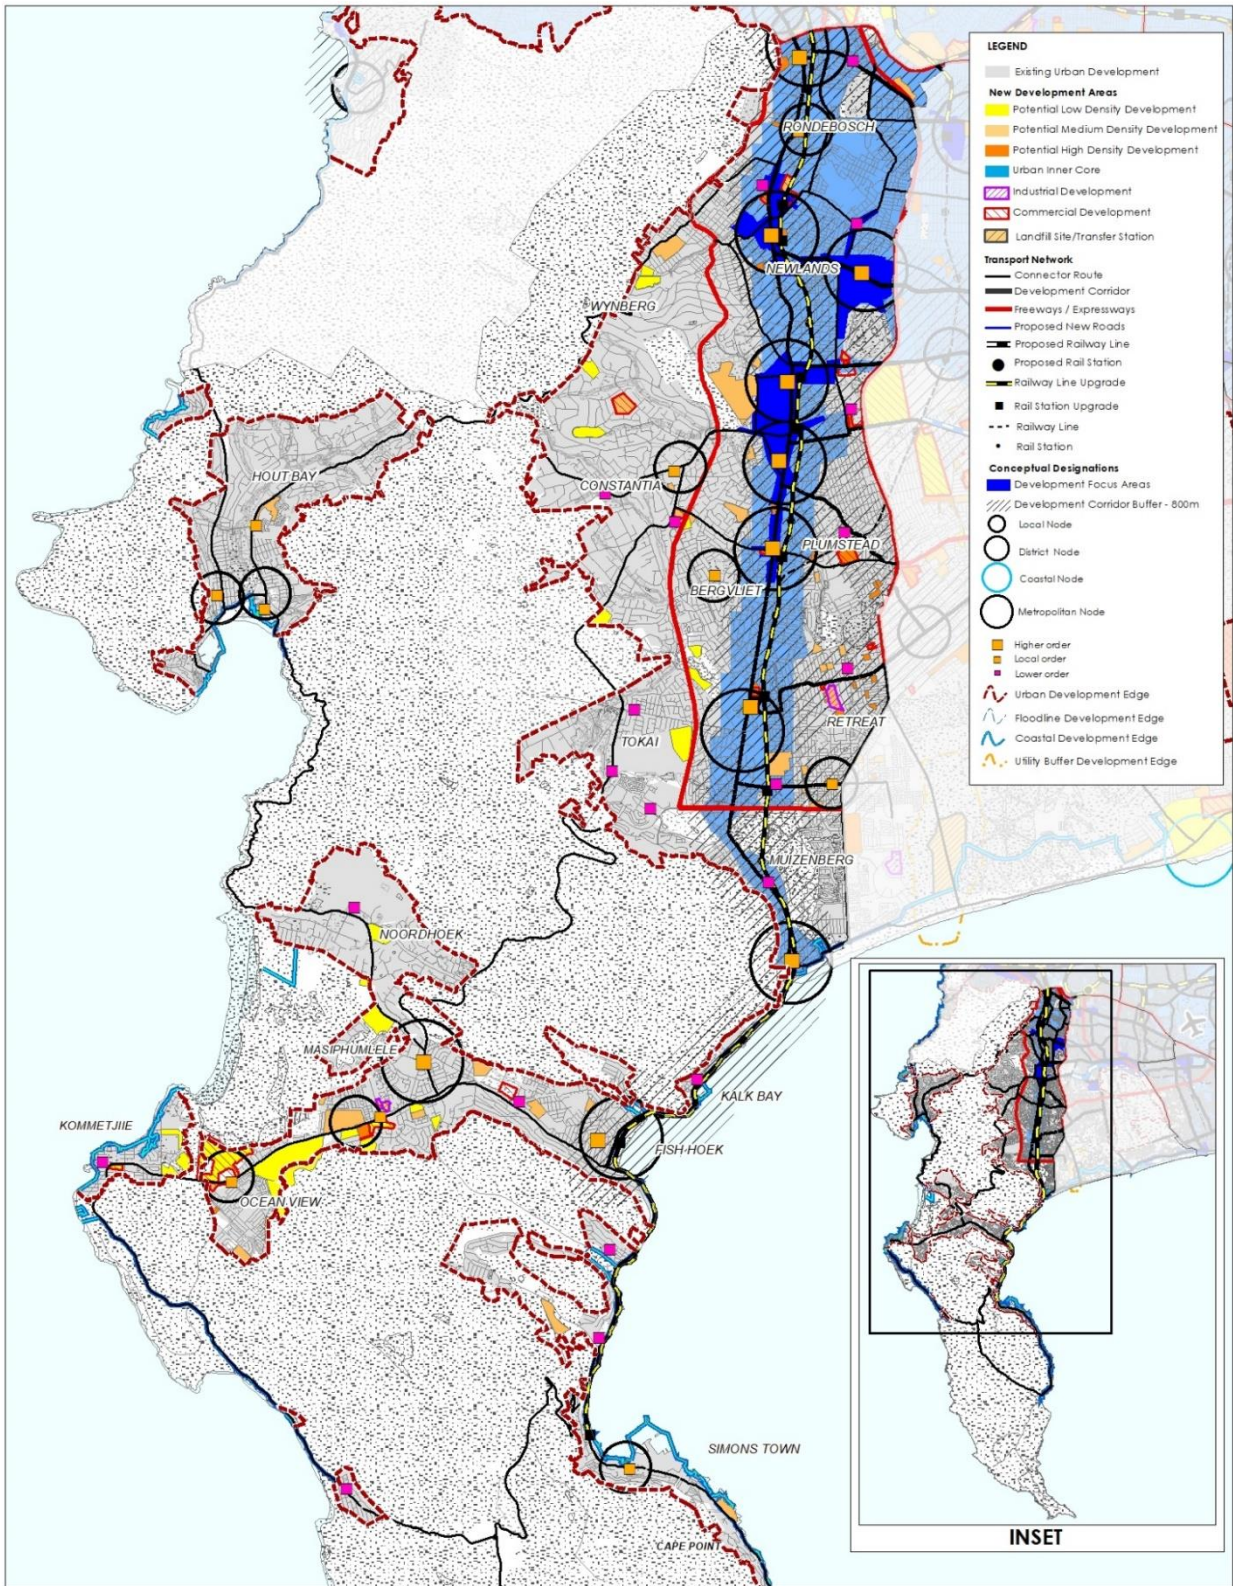 LEGEND
Existing Urban Development
New Development Areas
Potential Low Density Development
Potential Medium Density Development
Potential High Density Development
Urban Inner Core
Industrial Development
Commercial Development
Landfill Site/Transfer Station
Transport Network
Connector Route
Development Corridor
Freeways / Expressways
Proposed New Roads
Proposed Railway Line
Proposed Rail Station
Railway Line Upgrade
Rail Station Upgrade
Railway Line
Rail Station
Conceptual Designations
Development Focus Areas
Development Corridor Buffer - 800m
Local Node
District Node
Coastal Node
Metropolitan Node
Higher order
Local order
Lower order
Urban Development Edge
Floodline Development Edge
Coastal Development Edge
Utility Buffer Development Edge
RONDEBOSCH
NEWLANDS
WYNBERG
HOUT BAY
CONSTANTIA
PLUMSTEAD
BERGVLIET
RETREAT
TOKAI
MUIZENBERG
NOORDHOEK
MASIPHUMLELE
KALK BAY
KOMMETJIIE
FISH-HOEK
OCEAN VIEW
SIMONS TOWN
CAPE POINT
INSET